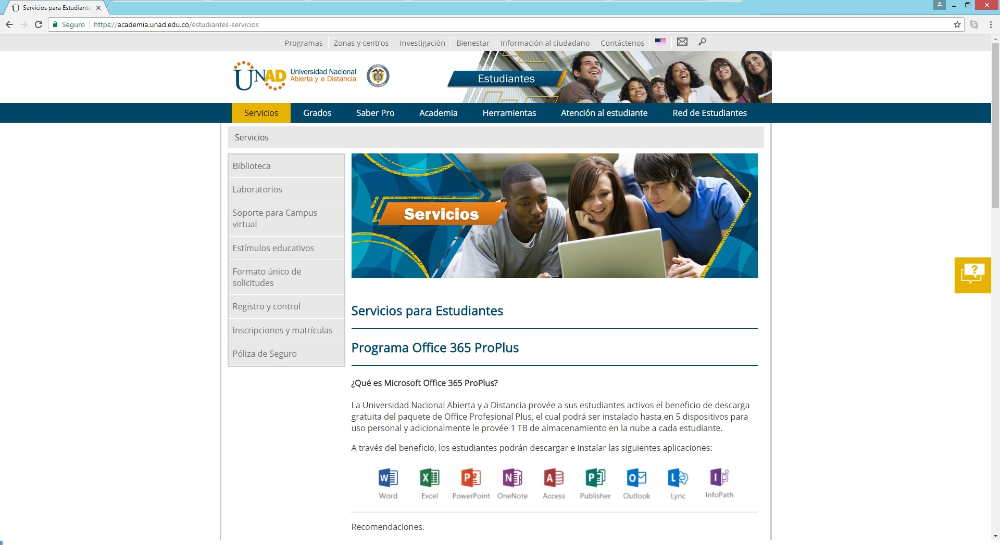 Servicios para Estudiante
Seguro
https://academia.unad.edu.co/estudiantes-servicios
Programas
Zonas y centros
Investigación
Bienestar
Información al ciudadano
Contáctenos
UNAD
Universidad Nacional
Abierta y a Distancia
Estudiantes
Servicios
Grados
Saber Pro
Academia
Herramientas
Atención al estudiante
Red de Estudiantes
Servicios
Biblioteca
Laboratorios
Soporte para Campus
virtual
Estímulos educativos
Formato único de
solicitudes
Registro y control
Inscripciones y matrículas
Póliza de Seguro
Servicios
?
Servicios para Estudiantes
Programa Office 365 ProPlus
¿Qué es Microsoft Office 365 ProPlus?
La Universidad Nacional Abierta y a Distancia provée a sus estudiantes activos el beneficio de descarga
gratuita del paquete de Office Profesional Plus, el cual podrá ser instalado hasta en 5 dispositivos para
uso personal y adicionalmente le provée 1 TB de almacenamiento en la nube a cada estudiante.
A través del beneficio, los estudiantes podrán descargar e instalar las siguientes aplicaciones:
Word
Excel
PowerPoint
OneNote
Access
Publisher
Outlook
Lync
InfoPath
Recomendaciones.